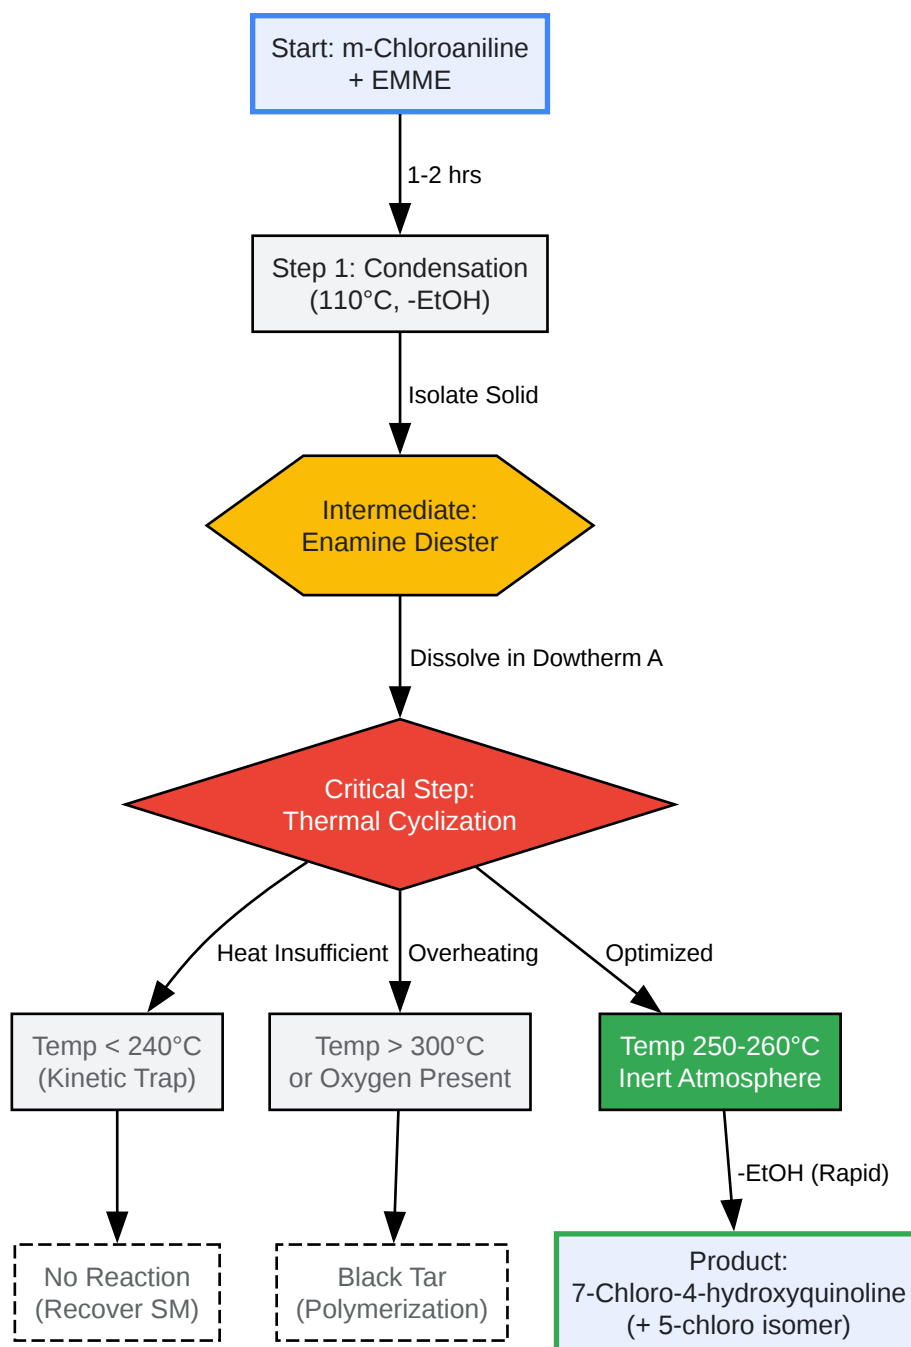 Start: m-Chloroaniline
+ EMME
1-2 hrs
Step 1: Condensation
(110°C, -EtOH)
Isolate Solid
Intermediate:
Enamine Diester
Dissolve in Dowtherm A
Critical Step:
Thermal Cyclization
Heat Insufficient
Overheating
Optimized
Temp < 240°C
(Kinetic Trap)
Temp > 300°C
or Oxygen Present
Temp 250-260°C
Inert Atmosphere
-EtOH (Rapid)
No Reaction
(Recover SM)
Black Tar
(Polymerization)
Product:
7-Chloro-4-hydroxyquinoline
(+ 5-chloro isomer)